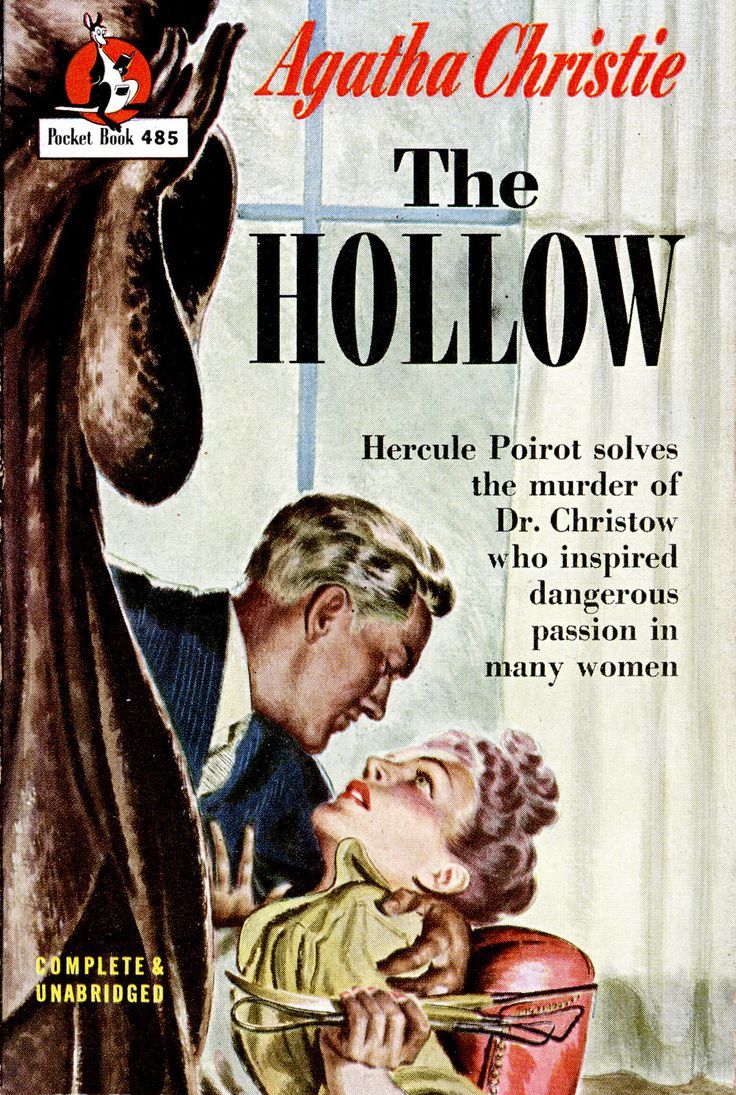 Pocket Book 485
Agatha Christie
The
HOLLOW
Hercule Poirot solves
the murder of
Dr. Christow
who inspired
dangerous
passion in
many women
COMPLETE &
UNABRIDGED